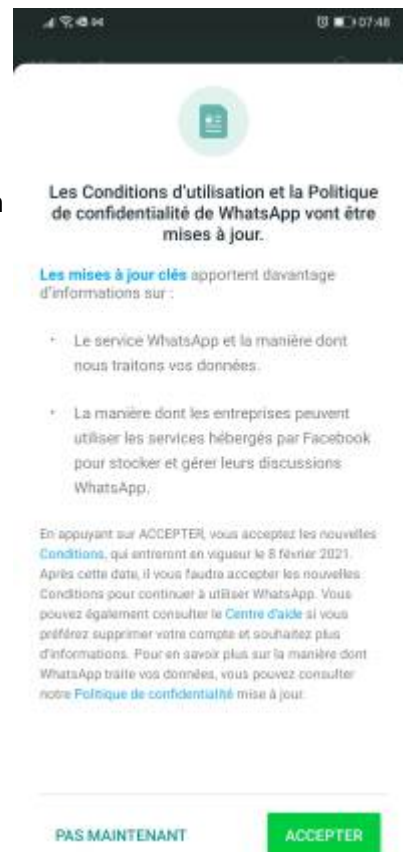 07:48
Les Conditions d'utilisation et la Politique
de confidentialité de WhatsApp vont être
mises à jour.
Les mises à jour clés apportent davantage
d'informations sur :
• Le service WhatsApp et la manière dont
nous traitons vos données.
• La manière dont les entreprises peuvent
utiliser les services hébergés par Facebook
pour stocker et gérer leurs discussions
WhatsApp.
En appuyant sur ACCEPTER, vous acceptez les nouvelles
Conditions, qui entreront en vigueur le 8 février 2021.
Après cette date, il vous faudra accepter les nouvelles
Conditions pour continuer à utiliser WhatsApp. Vous
pouvez également consulter le Centre d'aide si vous
préférez supprimer votre compte et souhaitez plus
d'informations. Pour en savoir plus sur la manière dont
WhatsApp traite vos données, vous pouvez consulter
notre Politique de confidentialité mise à jour.
PAS MAINTENANT
ACCEPTER